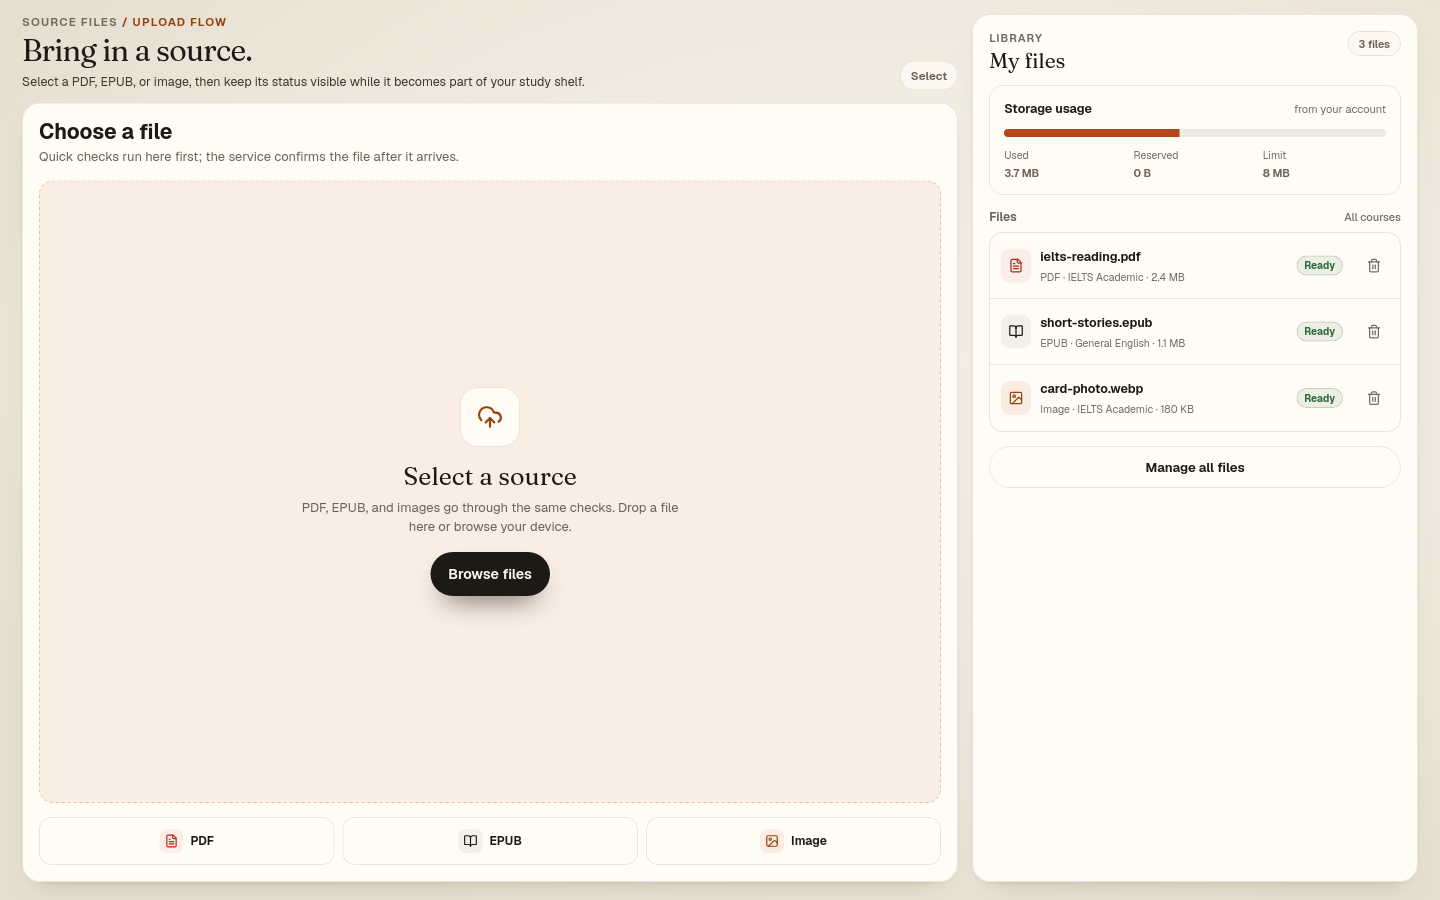 SOURCE FILES / UPLOAD FLOW
Bring in a source.
Select a PDF, EPUB, or image, then keep its status visible while it becomes part of your study shelf.
Select
Choose a file
Quick checks run here first; the service confirms the file after it arrives.
Select a source
PDF, EPUB, and images go through the same checks. Drop a file
here or browse your device.
Browse files
PDF
EPUB
Image
LIBRARY
My files
3 files
Storage usage
from your account
Used
Reserved
Limit
3.7 MB
0 B
8 MB
Files
All courses
ielts-reading.pdf
PDF · IELTS Academic · 2.4 MB
Ready
short-stories.epub
EPUB · General English · 1.1 MB
Ready
card-photo.webp
Image · IELTS Academic · 180 KB
Ready
Manage all files